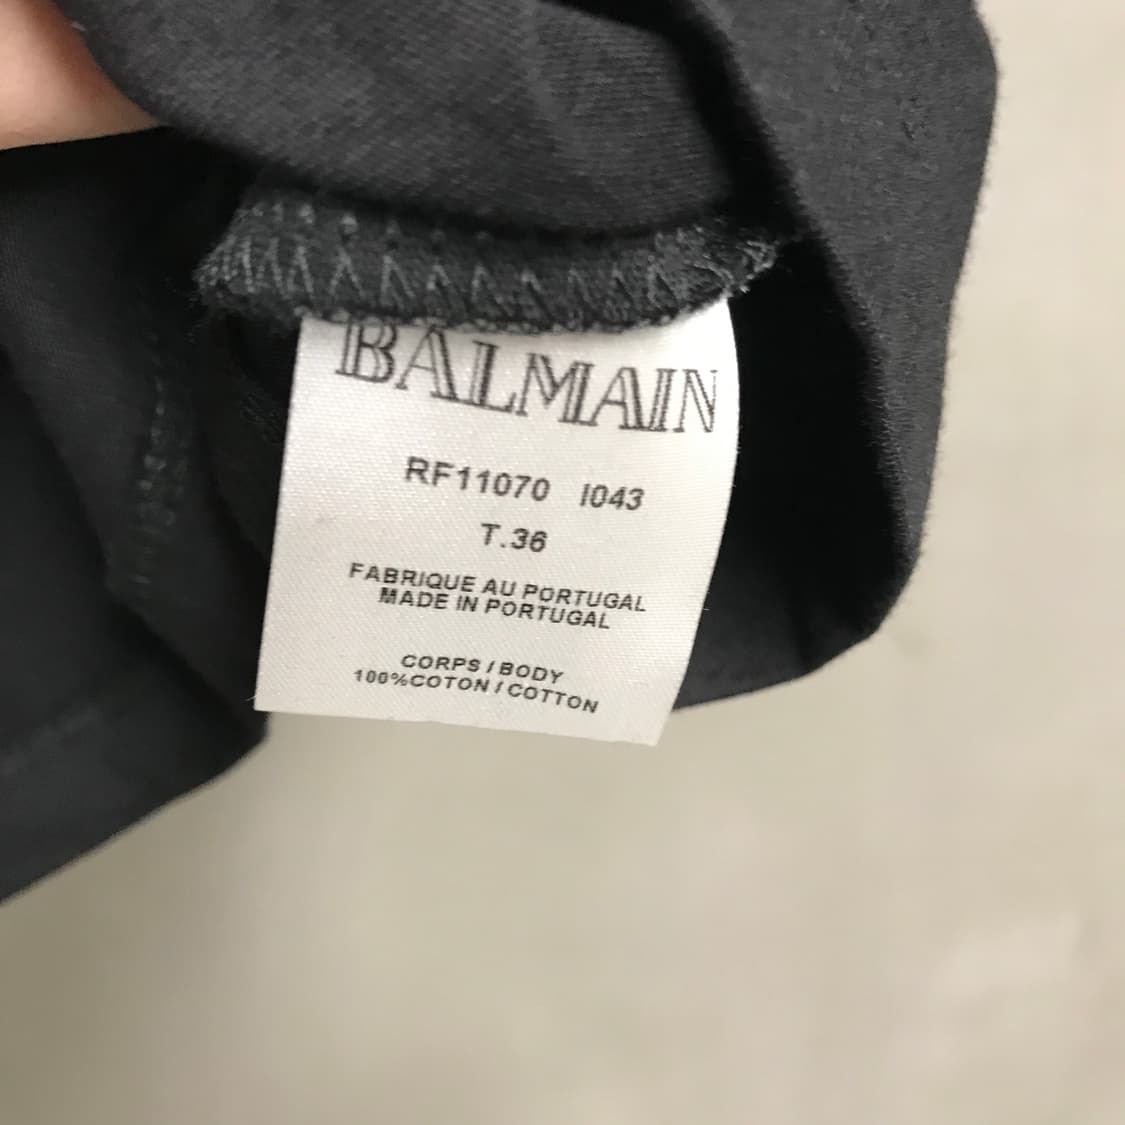 BALMAIN
RF11070 I043
T.36
FABRIQUE AU PORTUGAL
MADE IN PORTUGAL
CORPS / BODY
100%COTON / COTTON